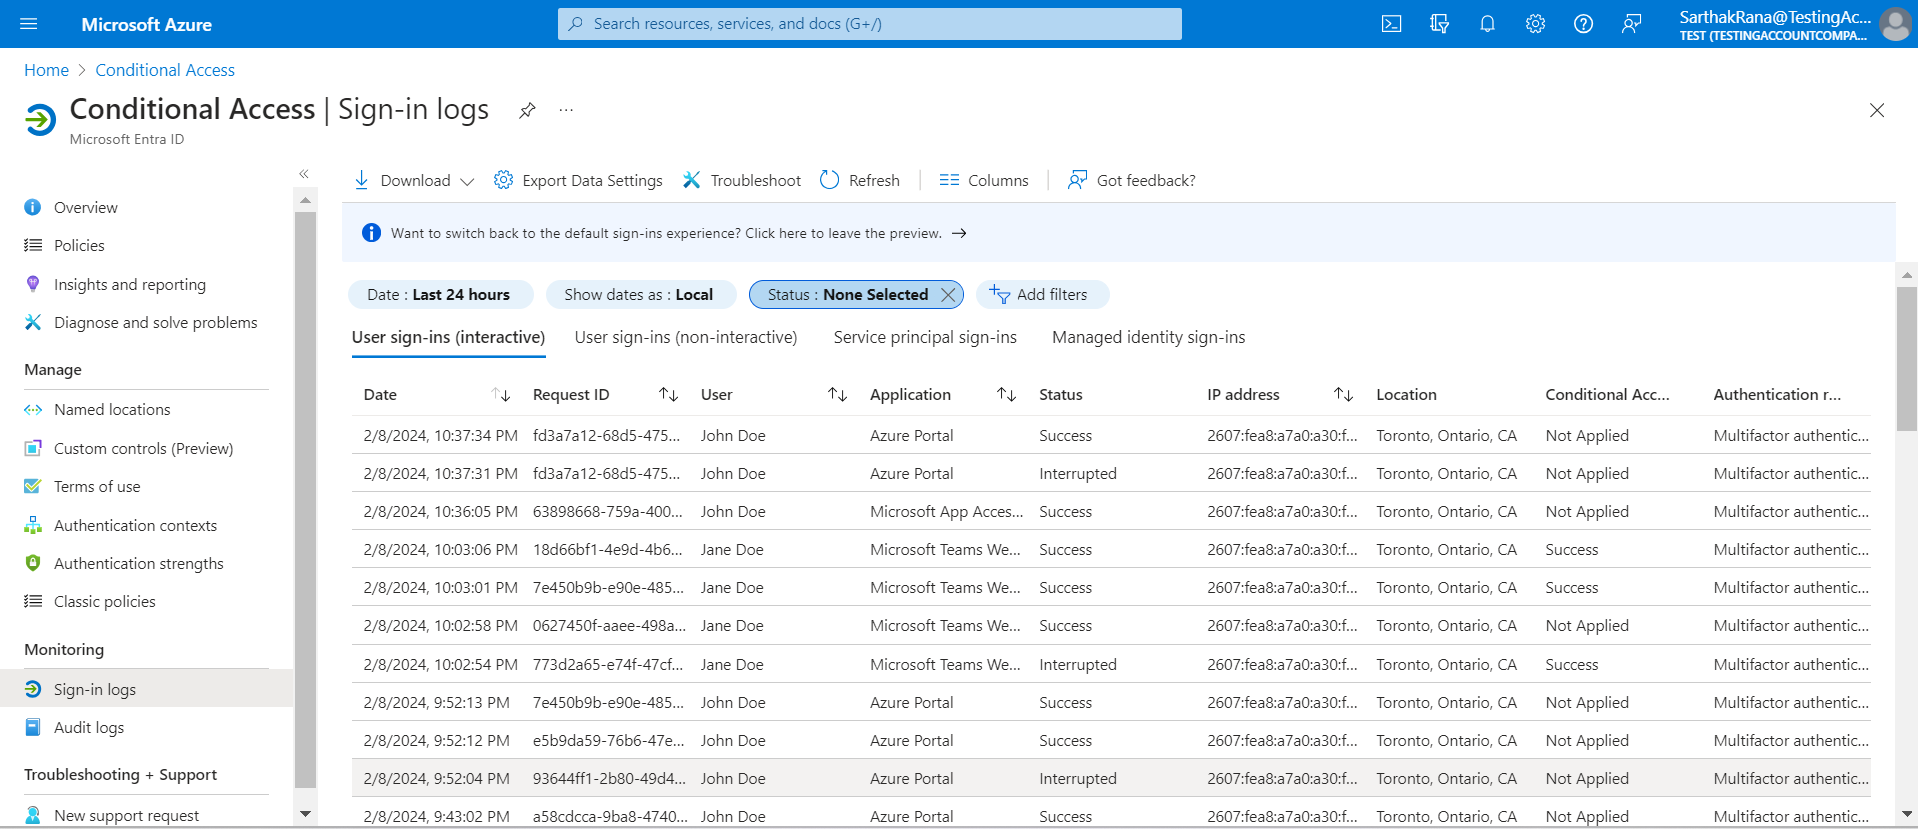 Microsoft Azure
Search resources, services, and docs (G+/)
SarthakRana@TestingAc...
TEST (TESTINGACCOUNTCOMPA...
Home > Conditional Access
Conditional Access | Sign-in logs
...
Microsoft Entra ID
«
Overview
Policies
Insights and reporting
Diagnose and solve problems
Manage
Named locations
Custom controls (Preview)
Terms of use
Authentication contexts
Authentication strengths
Classic policies
Monitoring
Sign-in logs
Audit logs
Troubleshooting + Support
New support request
Download Export Data Settings Troubleshoot Refresh Columns Got feedback?
Want to switch back to the default sign-ins experience? Click here to leave the preview. →
Date : Last 24 hours Show dates as : Local Status : None Selected Add filters
User sign-ins (interactive) User sign-ins (non-interactive) Service principal sign-ins Managed identity sign-ins
Date Request ID User Application Status IP address Location Conditional Acc... Authentication r...
2/8/2024, 10:37:34 PM fd3a7a12-68d5-475... John Doe Azure Portal Success 2607:fea8:a7a0:a30:f... Toronto, Ontario, CA Not Applied Multifactor authentic...
2/8/2024, 10:37:31 PM fd3a7a12-68d5-475... John Doe Azure Portal Interrupted 2607:fea8:a7a0:a30:f... Toronto, Ontario, CA Not Applied Multifactor authentic...
2/8/2024, 10:36:05 PM 63898668-759a-400... John Doe Microsoft App Acces... Success 2607:fea8:a7a0:a30:f... Toronto, Ontario, CA Not Applied Multifactor authentic...
2/8/2024, 10:03:06 PM 18d66bf1-4e9d-4b6... Jane Doe Microsoft Teams We... Success 2607:fea8:a7a0:a30:f... Toronto, Ontario, CA Success Multifactor authentic...
2/8/2024, 10:03:01 PM 7e450b9b-e90e-485... Jane Doe Microsoft Teams We... Success 2607:fea8:a7a0:a30:f... Toronto, Ontario, CA Success Multifactor authentic...
2/8/2024, 10:02:58 PM 0627450f-aaee-498a... Jane Doe Microsoft Teams We... Success 2607:fea8:a7a0:a30:f... Toronto, Ontario, CA Not Applied Multifactor authentic...
2/8/2024, 10:02:54 PM 773d2a65-e74f-47cf... Jane Doe Microsoft Teams We... Interrupted 2607:fea8:a7a0:a30:f... Toronto, Ontario, CA Success Multifactor authentic...
2/8/2024, 9:52:13 PM 7e450b9b-e90e-485... John Doe Azure Portal Success 2607:fea8:a7a0:a30:f... Toronto, Ontario, CA Not Applied Multifactor authentic...
2/8/2024, 9:52:12 PM e5b9da59-76b6-47e... John Doe Azure Portal Success 2607:fea8:a7a0:a30:f... Toronto, Ontario, CA Not Applied Multifactor authentic...
2/8/2024, 9:52:04 PM 93644ff1-2b80-49d4... John Doe Azure Portal Interrupted 2607:fea8:a7a0:a30:f... Toronto, Ontario, CA Not Applied Multifactor authentic...
2/8/2024, 9:43:02 PM a58cdcca-9ba8-4740... John Doe Azure Portal Success 2607:fea8:a7a0:a30:f... Toronto, Ontario, CA Not Applied Multifactor authentic...